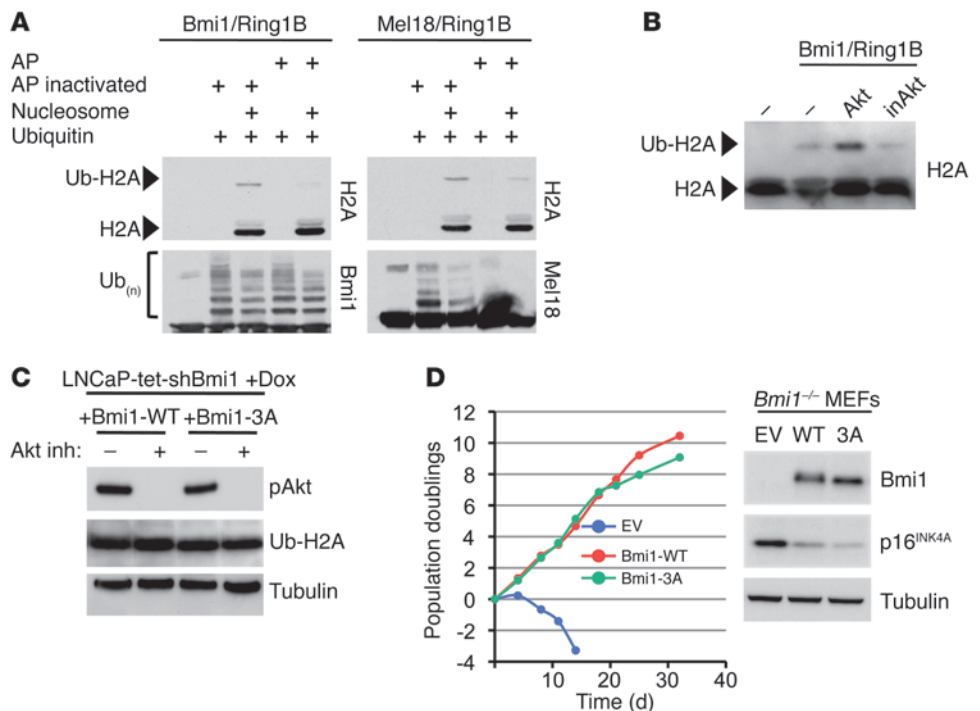 A
Bmi1/Ring1B Mel18/Ring1B
AP + + + +
AP inactivated + + + +
Nucleosome + + + +
Ubiquitin + + + + + + + +
Ub-H2A
H2A
H2A
H2A
Ub(n)
Bmi1
Mel18
B
Bmi1/Ring1B
– – Akt inAkt
Ub-H2A
H2A
H2A
C
LNCaP-tet-shBmi1 +Dox
+Bmi1-WT +Bmi1-3A
Akt inh: – + – +
pAkt
Ub-H2A
Tubulin
D
Population doublings
12
10
8
6
4
2
0
-2
-4
10 20 30 40
Time (d)
EV
Bmi1-WT
Bmi1-3A
Bmi1–/– MEFs
EV WT 3A
Bmi1
p16INK4A
Tubulin